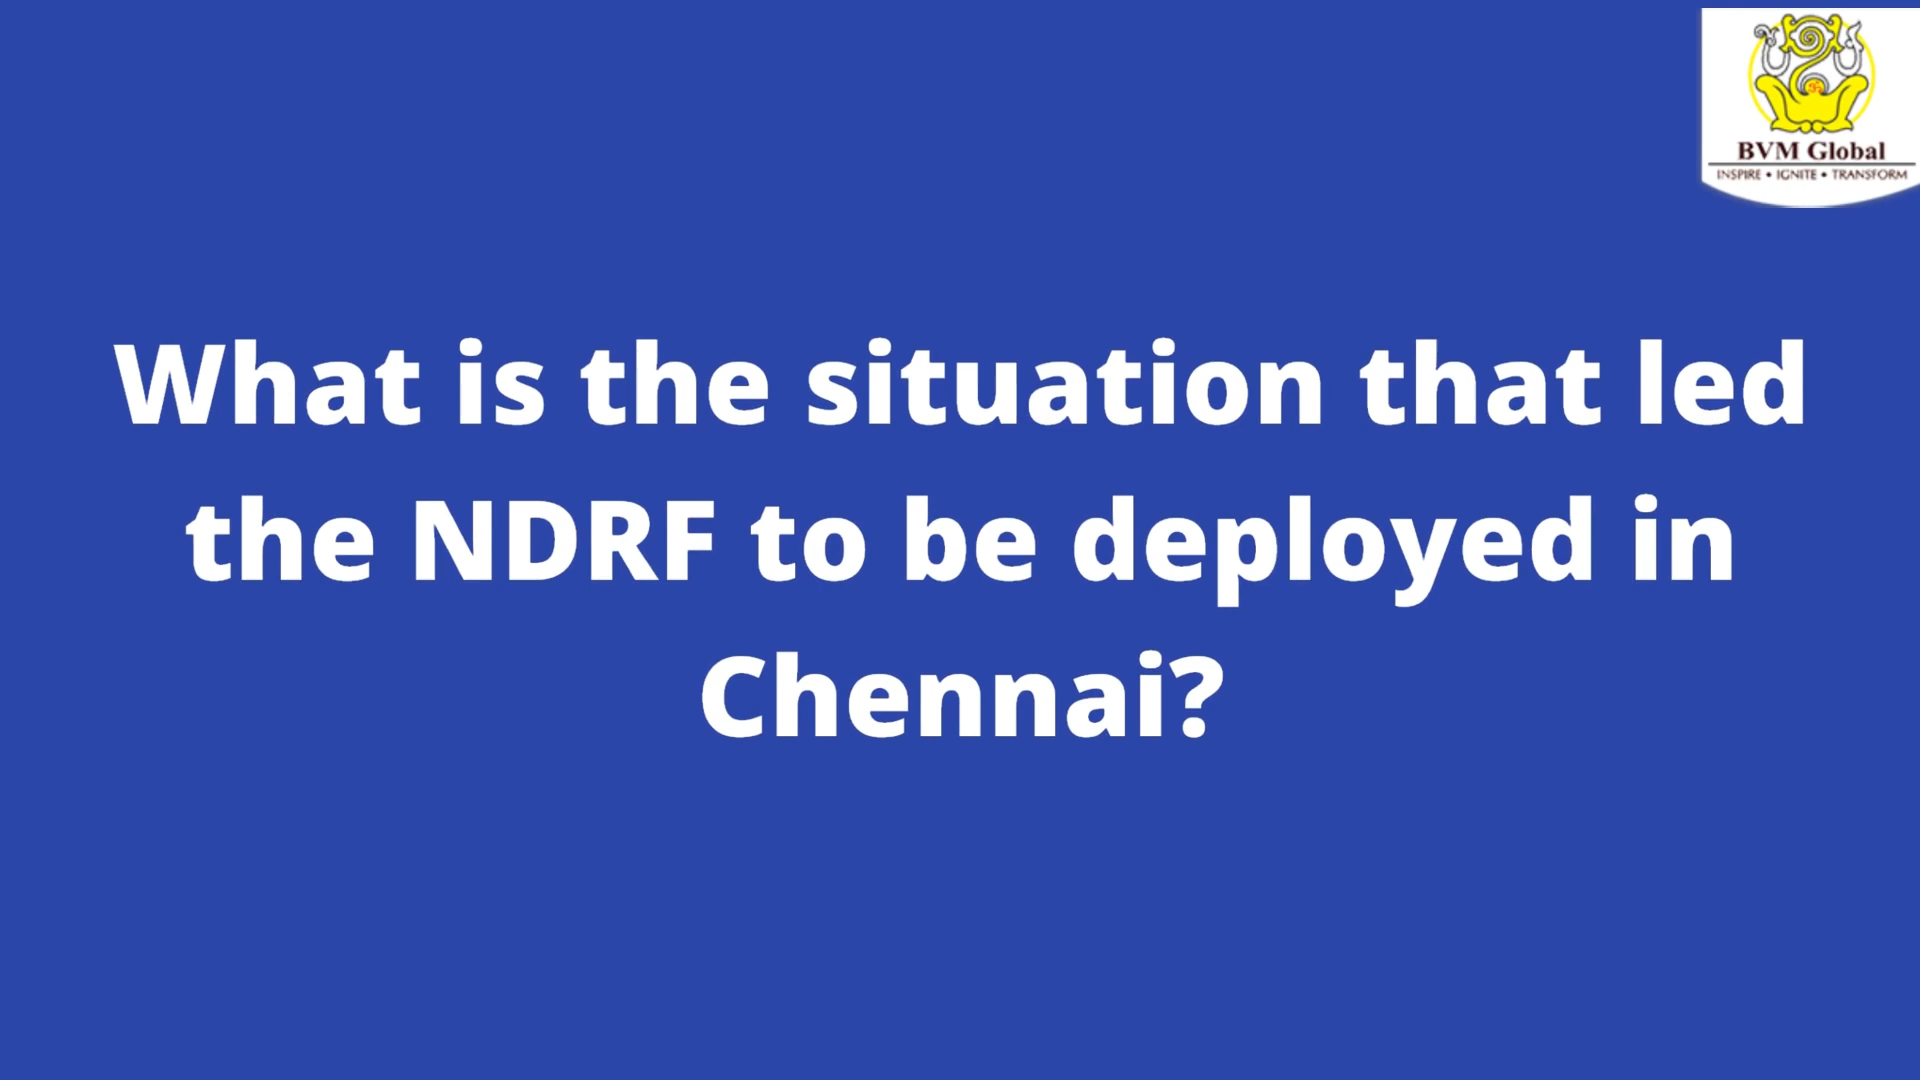 BVM Global
INSPIRE • IGNITE • TRANSFORM
What is the situation that led
the NDRF to be deployed in
Chennai?